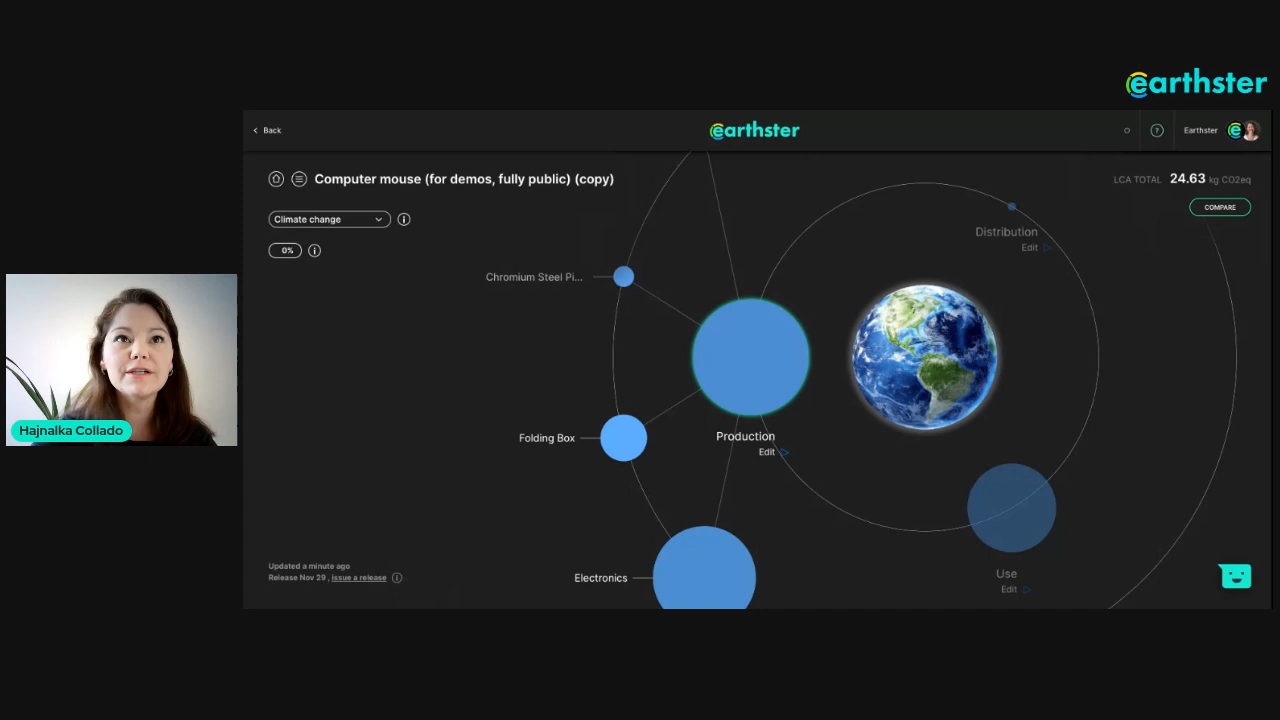 earthster
Back
earthster
?
Earthster
e
Computer mouse (for demos, fully public) (copy)
LCA TOTAL 24.63 kg CO2eq
COMPARE
Climate change
i
0%
i
Distribution
Edit
Chromium Steel Pi...
Hajnalka Collado
Folding Box
Production
Edit
Electronics
Use
Edit
Updated a minute ago
Release Nov 29 , issue a release
i